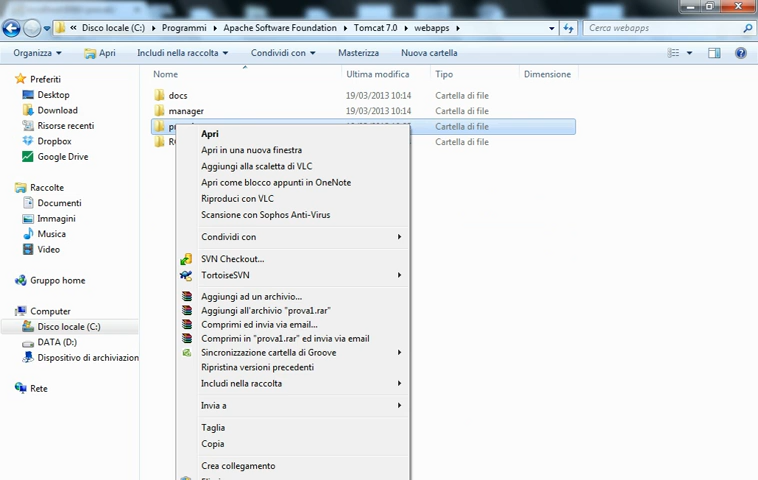 « Disco locale (C:) ▸ Programmi ▸ Apache Software Foundation ▸ Tomcat 7.0 ▸ webapps ▸
Cerca webapps
Organizza Apri Includi nella raccolta Condividi con Masterizza Nuova cartella
Nome Ultima modifica Tipo Dimensione
Preferiti
Desktop
Download
Risorse recenti
Dropbox
Google Drive
Raccolte
Documenti
Immagini
Musica
Video
Gruppo home
Computer
Disco locale (C:)
DATA (D:)
Dispositivo di archiviazion
Rete
docs 19/03/2013 10:14 Cartella di file
manager 19/03/2013 10:14 Cartella di file
Cartella di file
Cartella di file
Apri
Apri in una nuova finestra
Aggiungi alla scaletta di VLC
Apri come blocco appunti in OneNote
Riproduci con VLC
Scansione con Sophos Anti-Virus
Condividi con
SVN Checkout...
TortoiseSVN
Aggiungi ad un archivio...
Aggiungi all'archivio "prova1.rar"
Comprimi ed invia via email...
Comprimi in "prova1.rar" ed invia via email
Sincronizzazione cartella di Groove
Ripristina versioni precedenti
Includi nella raccolta
Invia a
Taglia
Copia
Crea collegamento